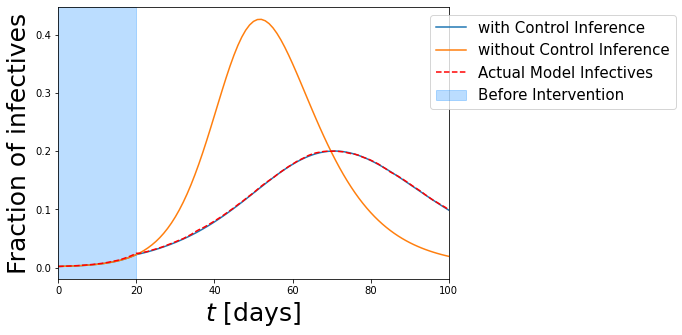 with Control Inference
without Control Inference
Actual Model Infectives
Before Intervention
Fraction of infectives
0.4
0.3
0.2
0.1
0.0
0 20 40 60 80 100
t [days]